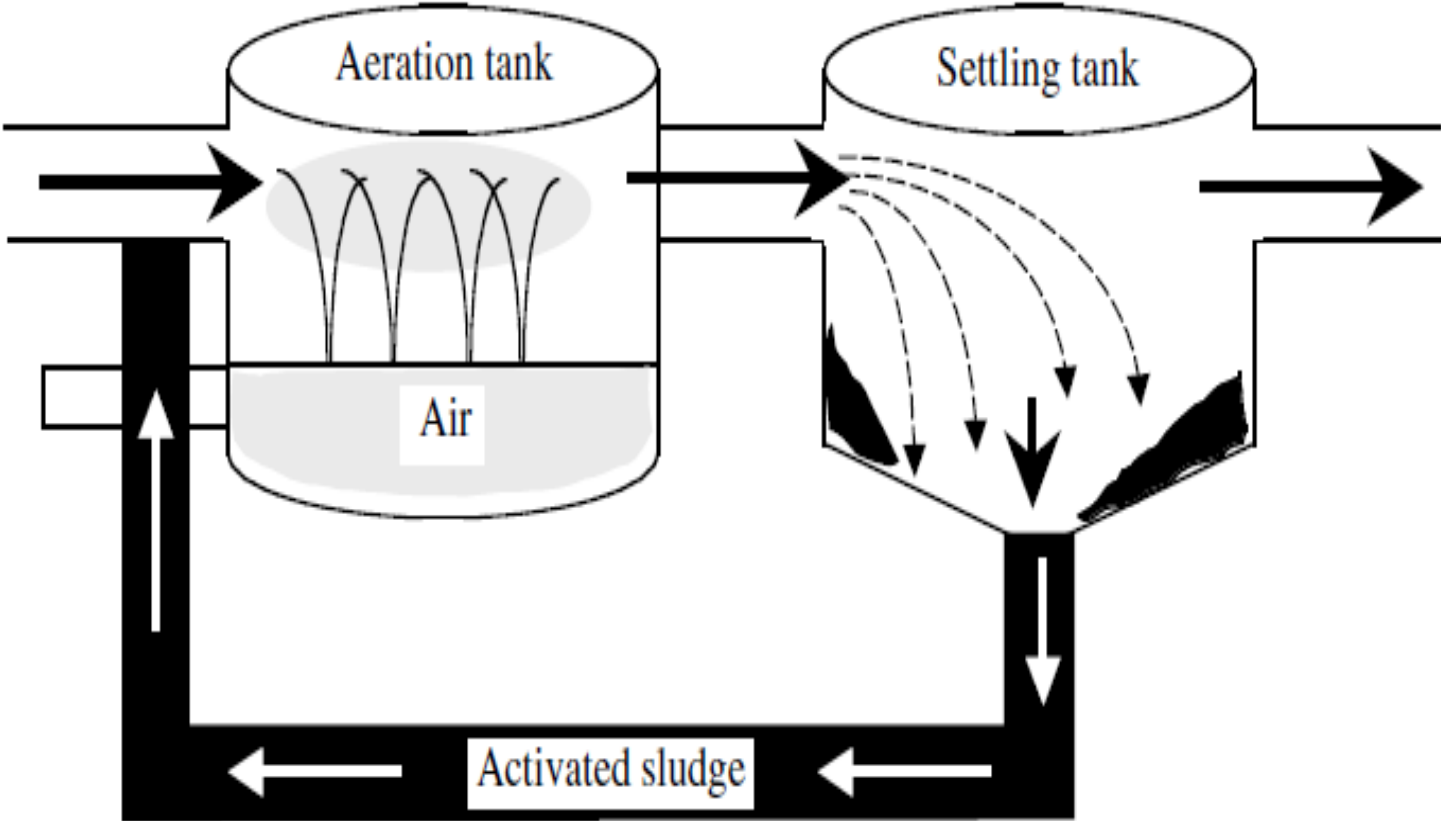 Aeration tank
Settling tank
Air
Activated sludge